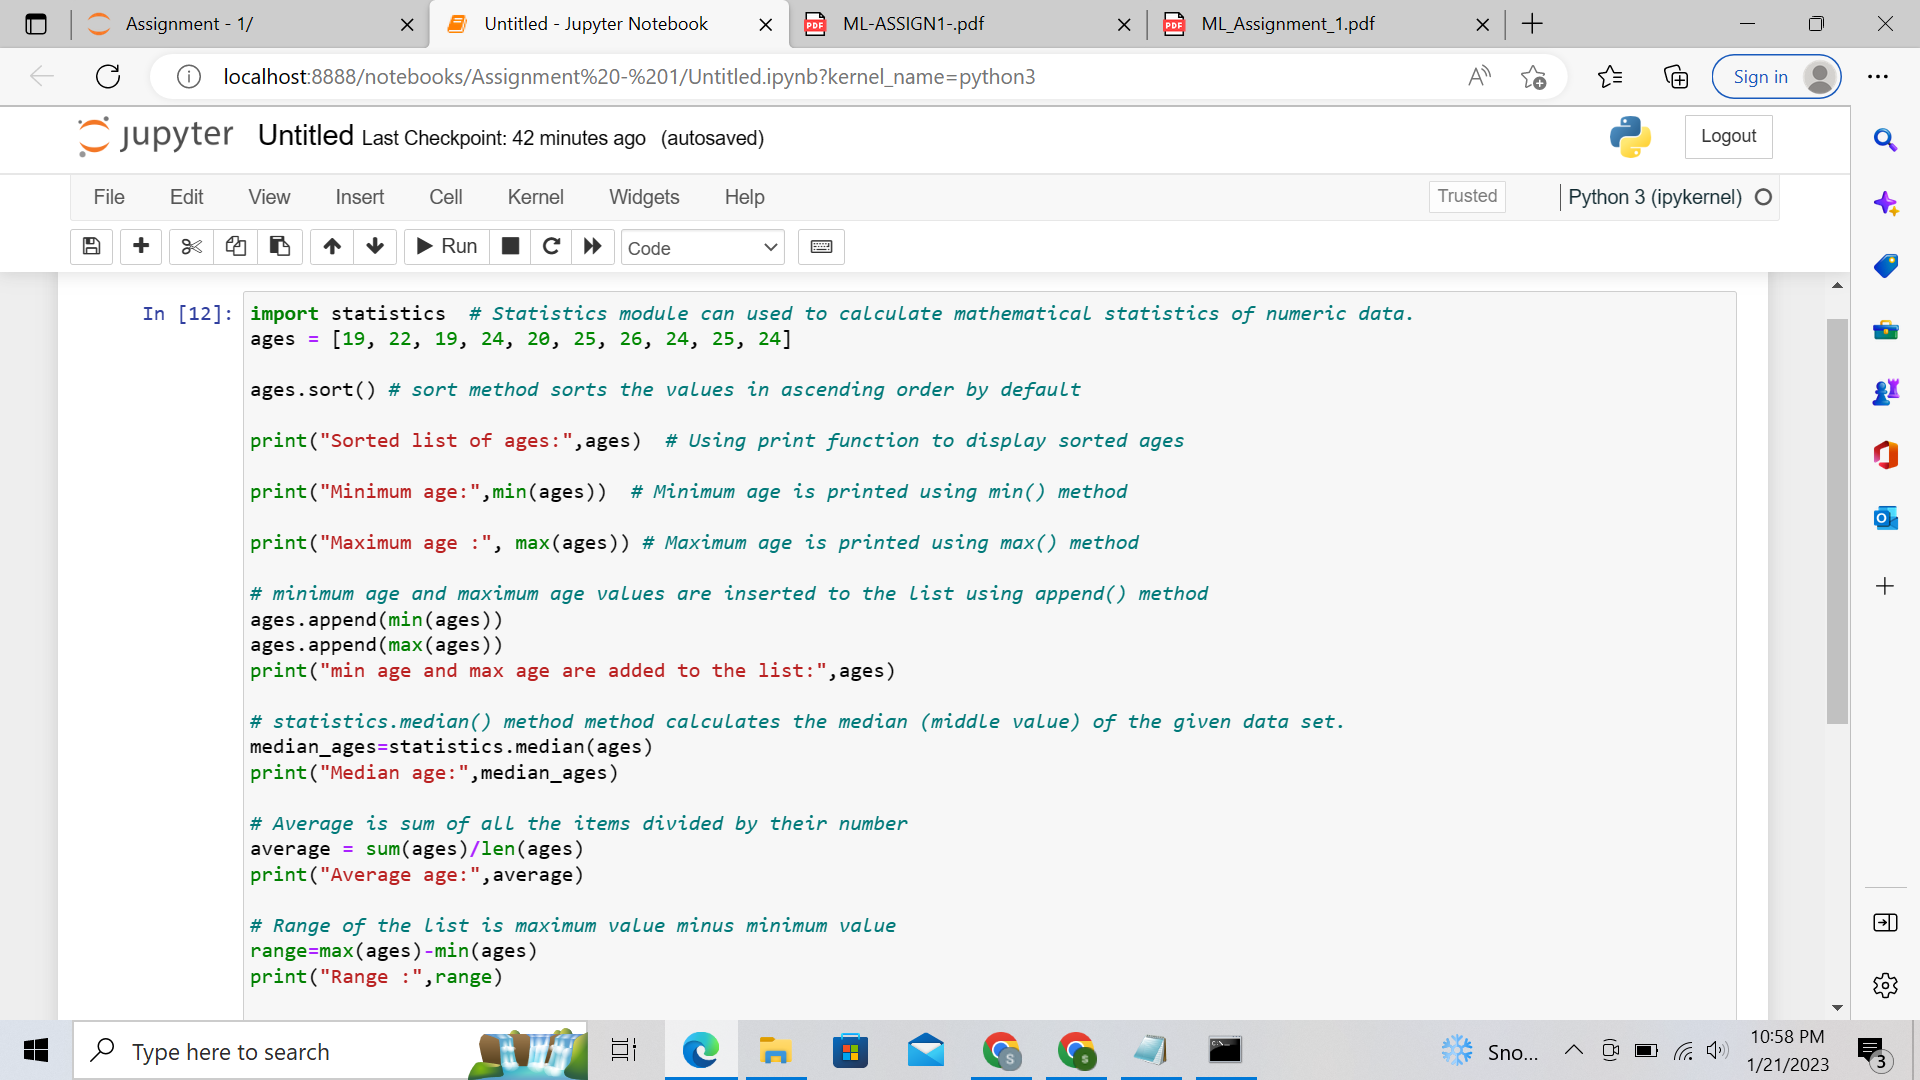 Assignment - 1/
Untitled - Jupyter Notebook
PDF ML-ASSIGN1-.pdf
PDF ML_Assignment_1.pdf
localhost:8888/notebooks/Assignment%20-%201/Untitled.ipynb?kernel_name=python3
Sign in
jupyter Untitled Last Checkpoint: 42 minutes ago (autosaved)
Logout
File Edit View Insert Cell Kernel Widgets Help
Trusted
Python 3 (ipykernel)
Run
Code
In [12]:
import statistics  # Statistics module can used to calculate mathematical statistics of numeric data.
ages = [19, 22, 19, 24, 20, 25, 26, 24, 25, 24]
ages.sort() # sort method sorts the values in ascending order by default
print("Sorted list of ages:",ages)  # Using print function to display sorted ages
print("Minimum age:",min(ages))  # Minimum age is printed using min() method
print("Maximum age :", max(ages)) # Maximum age is printed using max() method
# minimum age and maximum age values are inserted to the list using append() method
ages.append(min(ages))
ages.append(max(ages))
print("min age and max age are added to the list:",ages)
# statistics.median() method method calculates the median (middle value) of the given data set.
median_ages=statistics.median(ages)
print("Median age:",median_ages)
# Average is sum of all the items divided by their number
average = sum(ages)/len(ages)
print("Average age:",average)
# Range of the list is maximum value minus minimum value
range=max(ages)-min(ages)
print("Range :",range)
Type here to search
Sno...
10:58 PM
1/21/2023
3